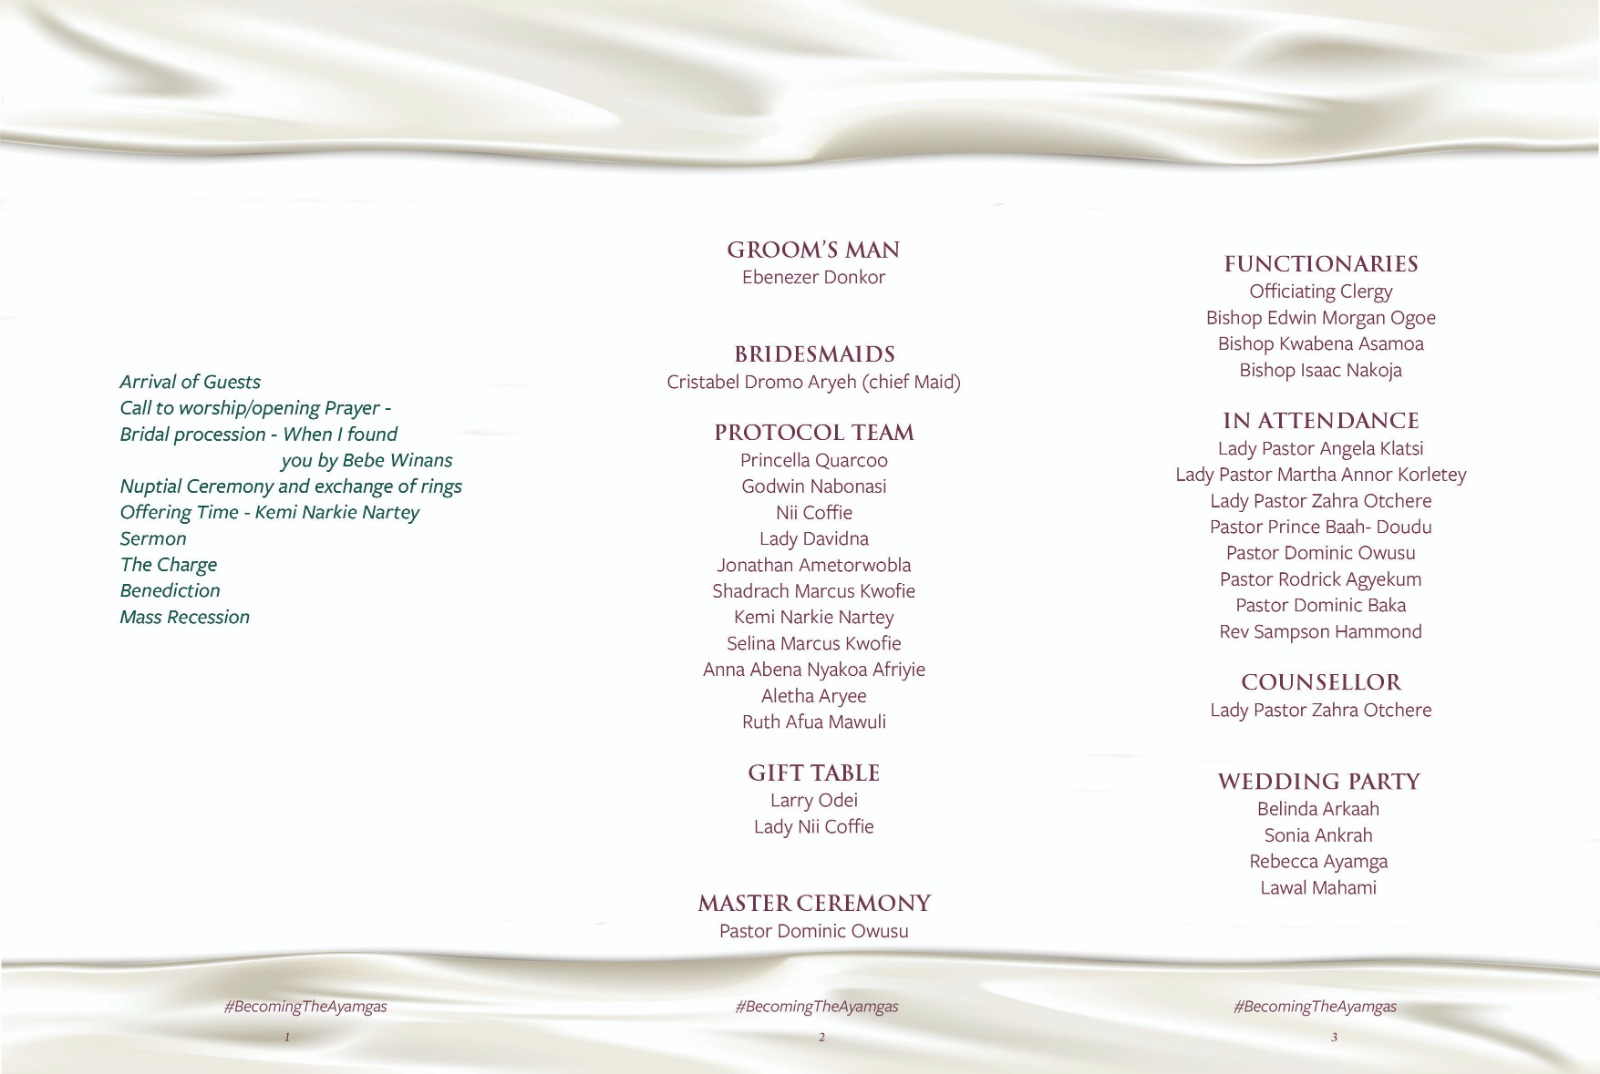 Arrival of Guests
Call to worship/opening Prayer -
Bridal procession - When I found
you by Bebe Winans
Nuptial Ceremony and exchange of rings
Offering Time - Kemi Narkie Nartey
Sermon
The Charge
Benediction
Mass Recession
#BecomingTheAyamgas
1
GROOM’S MAN
Ebenezer Donkor
BRIDESMAIDS
Cristabel Dromo Aryeh (chief Maid)
PROTOCOL TEAM
Princella Quarcoo
Godwin Nabonasi
Nii Coffie
Lady Davidna
Jonathan Ametorwobla
Shadrach Marcus Kwofie
Kemi Narkie Nartey
Selina Marcus Kwofie
Anna Abena Nyakoa Afriyie
Aletha Aryee
Ruth Afua Mawuli
GIFT TABLE
Larry Odei
Lady Nii Coffie
MASTER CEREMONY
Pastor Dominic Owusu
#BecomingTheAyamgas
2
FUNCTIONARIES
Officiating Clergy
Bishop Edwin Morgan Ogoe
Bishop Kwabena Asamoa
Bishop Isaac Nakoja
IN ATTENDANCE
Lady Pastor Angela Klatsi
Lady Pastor Martha Annor Korletey
Lady Pastor Zahra Otchere
Pastor Prince Baah- Doudu
Pastor Dominic Owusu
Pastor Rodrick Agyekum
Pastor Dominic Baka
Rev Sampson Hammond
COUNSELLOR
Lady Pastor Zahra Otchere
WEDDING PARTY
Belinda Arkaah
Sonia Ankrah
Rebecca Ayamga
Lawal Mahami
#BecomingTheAyamgas
3